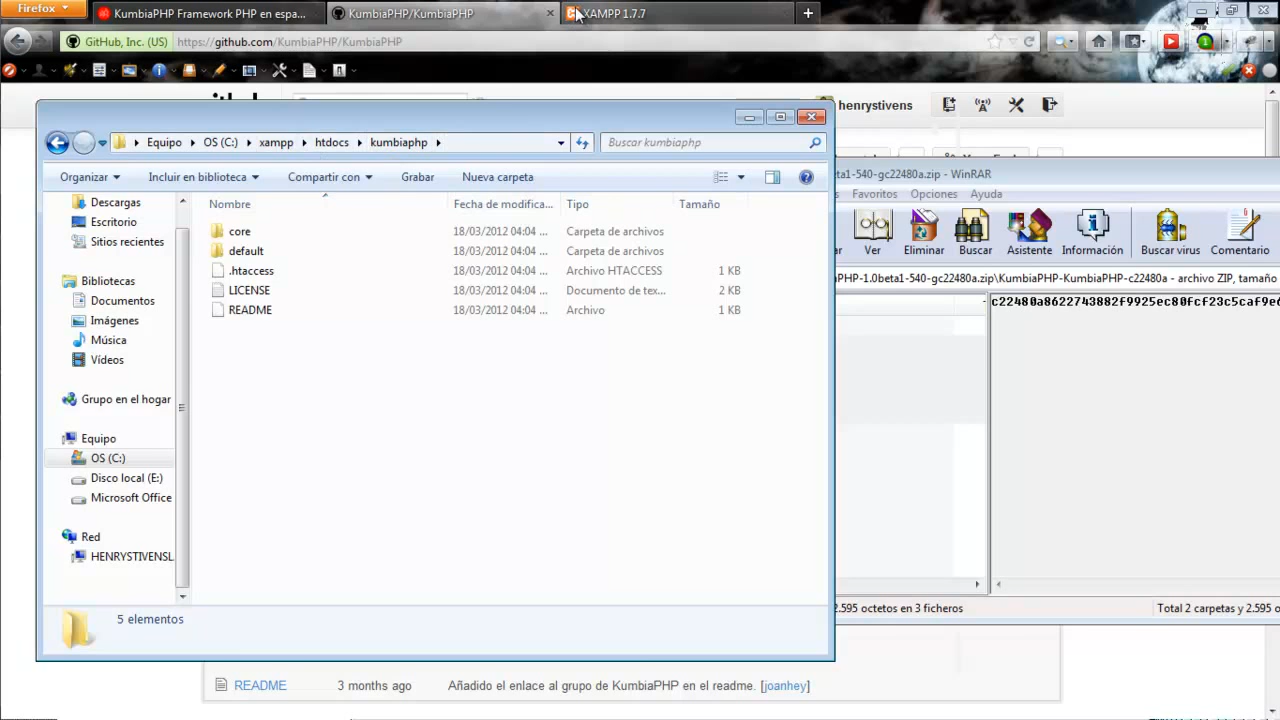 Firefox
KumbiaPHP Framework PHP en espa...
KumbiaPHP/KumbiaPHP
XAMPP 1.7.7
GitHub, Inc. (US)
https://github.com/KumbiaPHP/KumbiaPHP
henrystivens
Equipo
OS (C:)
xampp
htdocs
kumbiaphp
Buscar kumbiaphp
eta1-540-gc22480a.zip - WinRAR
Organizar
Incluir en biblioteca
Compartir con
Grabar
Nueva carpeta
Favoritos
Opciones
Ayuda
Descargas
Escritorio
Sitios recientes
Bibliotecas
Documentos
Imágenes
Música
Vídeos
Grupo en el hogar
Equipo
OS (C:)
Disco local (E:)
Microsoft Office
Red
HENRYSTIVENSL
Nombre
Fecha de modifica...
Tipo
Tamaño
core
18/03/2012 04:04 ...
Carpeta de archivos
default
18/03/2012 04:04 ...
Carpeta de archivos
.htaccess
18/03/2012 04:04 ...
Archivo HTACCESS
1 KB
LICENSE
18/03/2012 04:04 ...
Documento de tex...
2 KB
README
18/03/2012 04:04 ...
Archivo
1 KB
Ver
Eliminar
Buscar
Asistente
Información
Buscar virus
Comentario
PHP-1.0beta1-540-gc22480a.zip\KumbiaPHP-KumbiaPHP-c22480a - archivo ZIP, tamaño
c22480a8622743882f9925ec80fcf23c5caf9e6
2.595 octetos en 3 ficheros
Total 2 carpetas y 2.595 o
5 elementos
README
3 months ago
Añadido el enlace al grupo de KumbiaPHP en el readme. [joanhey]